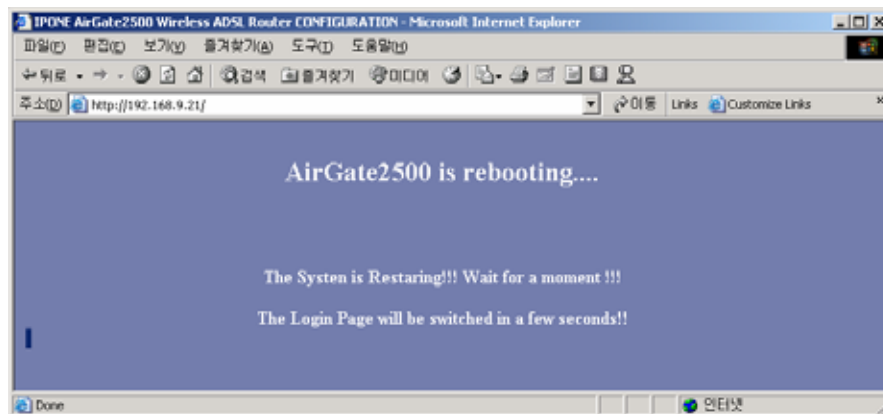 IPONE AirGate2500 Wireless ADSL Router CONFIGURATION - Microsoft Internet Explorer
파일(F) 편집(E) 보기(V) 즐겨찾기(A) 도구(T) 도움말(H)
뒤로 검색 즐겨찾기 미디어
주소(D) http://192.168.9.21/ 이동 Links Customize Links
AirGate2500 is rebooting....
The Systen is Restaring!!! Wait for a moment !!!
The Login Page will be switched in a few seconds!!
Done 인터넷